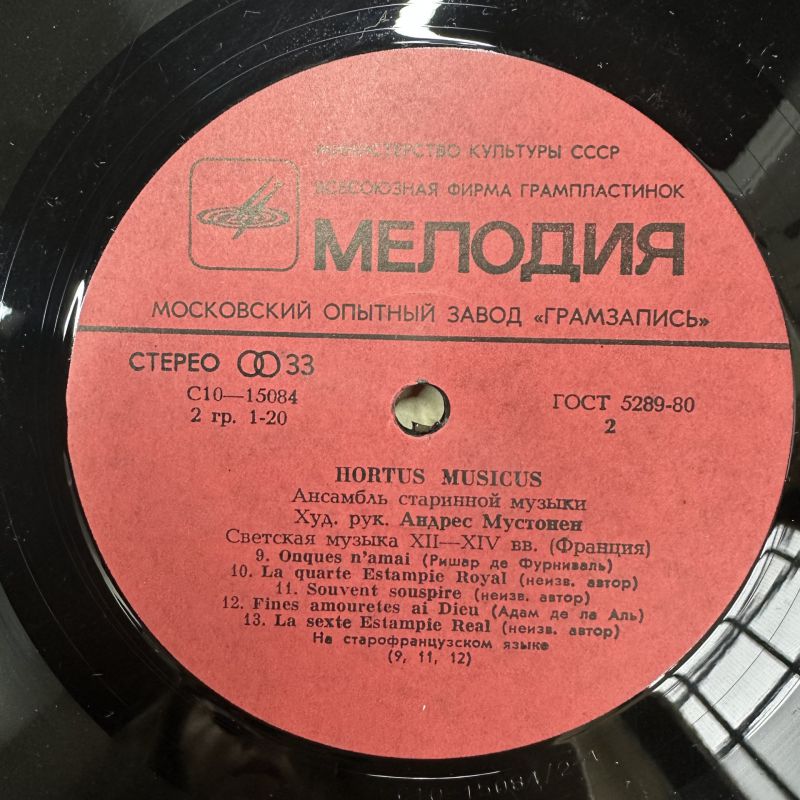 МИНИСТЕРСТВО КУЛЬТУРЫ СССР
ВСЕСОЮЗНАЯ ФИРМА ГРАМПЛАСТИНОК
МЕЛОДИЯ
МОСКОВСКИЙ ОПЫТНЫЙ ЗАВОД «ГРАМЗАПИСЬ»
СТЕРЕО 33
С10—15084
2 гр. 1-20
ГОСТ 5289-80
2
HORTUS MUSICUS
Ансамбль старинной музыки
Худ. рук. Андрес Мустонен
Светская музыка XII—XIV вв. (Франция)
9. Onques n'amai (Ришар де Фурниваль)
10. La quarte Estampie Royal (неизв. автор)
11. Souvent souspire (неизв. автор)
12. Fines amouretes ai Dieu (Адам де ла Аль)
13. La sexte Estampie Real (неизв. автор)
На старофранцузском языке
(9, 11, 12)